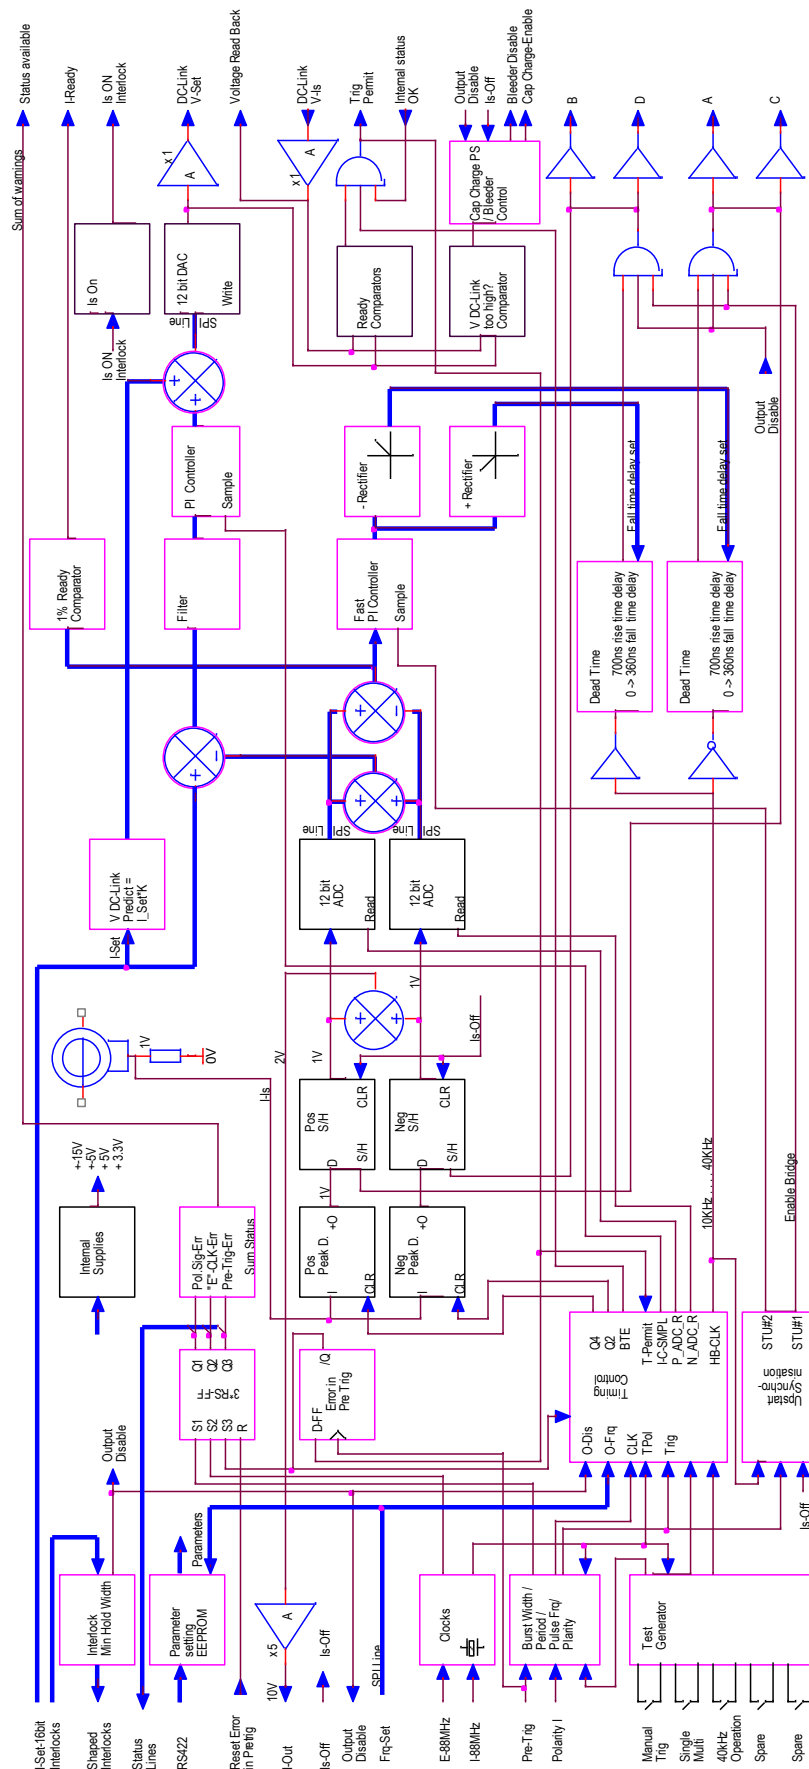 Status available
Sum of warnings
I-Ready
Is ON
Interlock
DC-Link
V-Set
Voltage Read Back
DC-Link
V-Is
Trig
Permit
Internal status
OK
Output
Disable
Is-Off
Bleeder Disable
Cap Charge-Enable
B
D
A
C
x 1
A
A
x 1
Is On
Is ON
Interlock
12 bit DAC
Write
SPI
Line
Ready
Comparators
Cap Charge PS
/ Bleeder
Control
V DC-Link
too high?
Comparator
Output
Disable
+
+
PI Controller
Sample
- Rectifier
+ Rectifier
Fall time delay set
Fall time delay set
1% Ready
Comparator
Filter
Fast
PI Controller
Sample
Dead Time
700ns rise time delay
0 -> 360ns fall time delay
Dead Time
700ns rise time delay
0 -> 360ns fall time delay
+
-
+
-
+
+
V DC-Link
Predict =
I_Set*K
I-Set
SPI
Line
SPI
Line
12 bit
ADC
Read
12 bit
ADC
Read
1V
0V
I-Is
2V
1V
1V
+
+
Is-Off
Pos
S/H
D
S/H
CLR
Neg
S/H
D
S/H
CLR
1V
Pos
Peak D.
+O
I
CLR
Neg
Peak D.
+O
I
CLR
+-15V
+-5V
+ 5V
+ 3.3V
Internal
Supplies
Pol.Sig-Err
"E"-CLK-Err
Pre-Trig-Err
Sum Status
10KHz . . . . 40KHz
Enable Bridge
Q1
Q2
Q3
3*RS-FF
S1
S2
S3
R
/Q
Error in
Pre Trig
D-FF
Q4
Q2
BTE
T-Permit
I-C-SMPL
P_ADC_R
N_ADC_R
HB-CLK
Timing
Control
O-Dis
O-Frq
CLK
TPol
Trig
STU#2
STU#1
Upstart
Synchro-
nisation
Is-Off
Output
Disable
Parameters
Interlock
Min Hold Width
Parameter
setting
EEPROM
x 5
A
10V
Is-Off
SPI Line
Clocks
Burst Width /
Period /
Pulse Frq/
Plarity
Test
Generator
I-Set-16bit
Interlocks
Shaped
Interlocks
Status
Lines
RS422
Reset Error
in Pretrig
I-Out
Is-Off
Output
Disable
Frq-Set
E-88MHz
I-88MHz
Pre-Trig
Polarity I
Manual
Trig
Single
Multi
40kHz
Operation
Spare
Spare